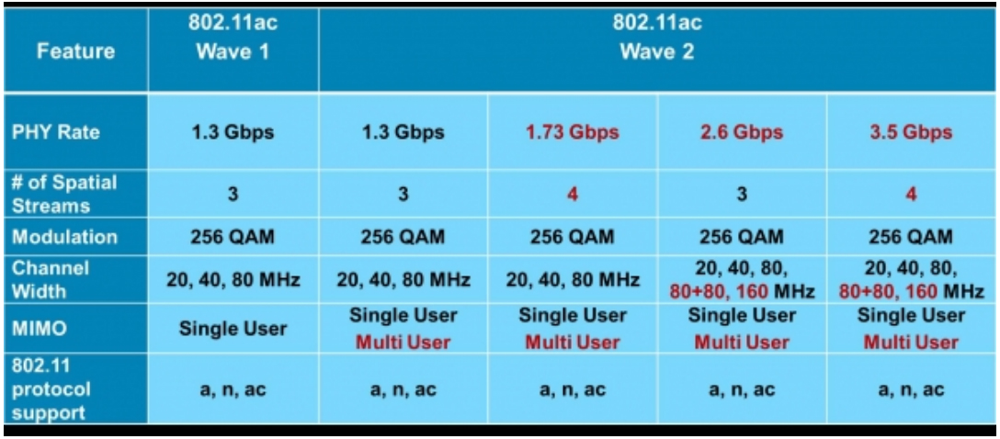 Feature
802.11ac
Wave 1
802.11ac
Wave 2
PHY Rate
1.3 Gbps
1.3 Gbps
1.73 Gbps
2.6 Gbps
3.5 Gbps
# of Spatial
Streams
3
3
4
3
4
Modulation
256 QAM
256 QAM
256 QAM
256 QAM
256 QAM
Channel
Width
20, 40, 80 MHz
20, 40, 80 MHz
20, 40, 80 MHz
20, 40, 80,
80+80, 160 MHz
20, 40, 80,
80+80, 160 MHz
MIMO
Single User
Single User
Multi User
Single User
Multi User
Single User
Multi User
Single User
Multi User
802.11
protocol
support
a, n, ac
a, n, ac
a, n, ac
a, n, ac
a, n, ac